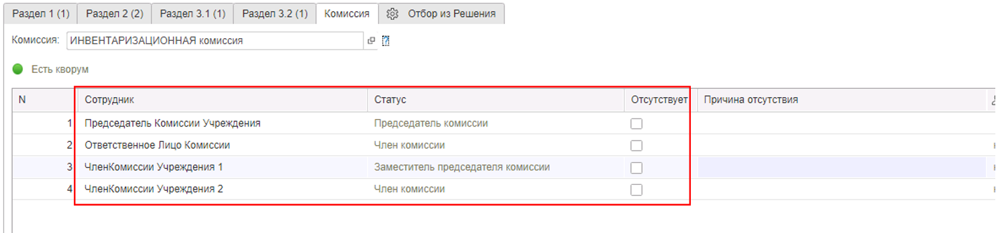 Раздел 1 (1) Раздел 2 (2) Раздел 3.1 (1) Раздел 3.2 (1) Комиссия Отбор из Решения
Комиссия: ИНВЕНТАРИЗАЦИОННАЯ комиссия
Есть кворум
N Сотрудник Статус Отсутствует Причина отсутствия
1 Председатель Комиссии Учреждения Председатель комиссии
2 Ответственное Лицо Комиссии Член комиссии
3 ЧленКомиссии Учреждения 1 Заместитель председателя комиссии
4 ЧленКомиссии Учреждения 2 Член комиссии